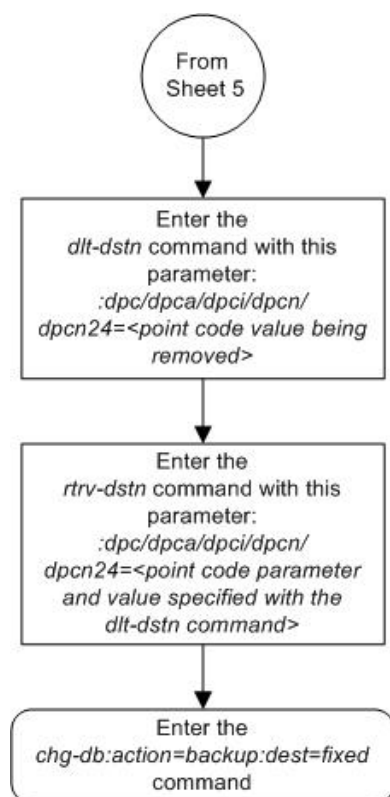 From
Sheet 5
Enter the
dlt-dstn command with this
parameter:
:dpc/dpca/dpci/dpcn/
dpcn24=<point code value being
removed>
Enter the
rtrv-dstn command with this
parameter:
:dpc/dpca/dpci/dpcn/
dpcn24=<point code parameter
and value specified with the
dlt-dstn command>
Enter the
chg-db:action=backup:dest=fixed
command